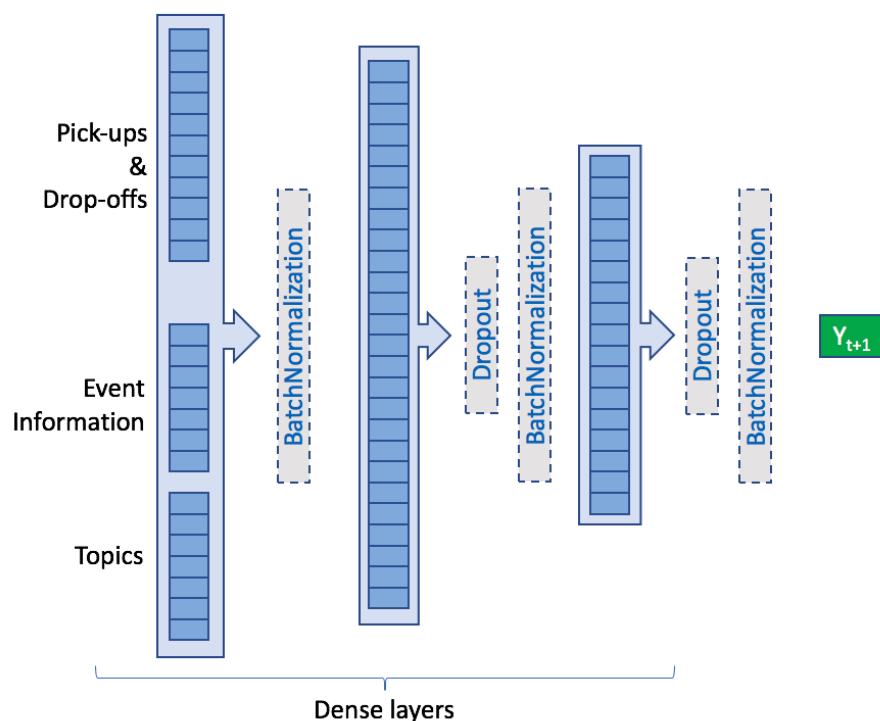 Pick-ups
&
Drop-offs
Event
Information
Topics
BatchNormalization
Dropout
BatchNormalization
Dropout
BatchNormalization
Yt+1
Dense layers